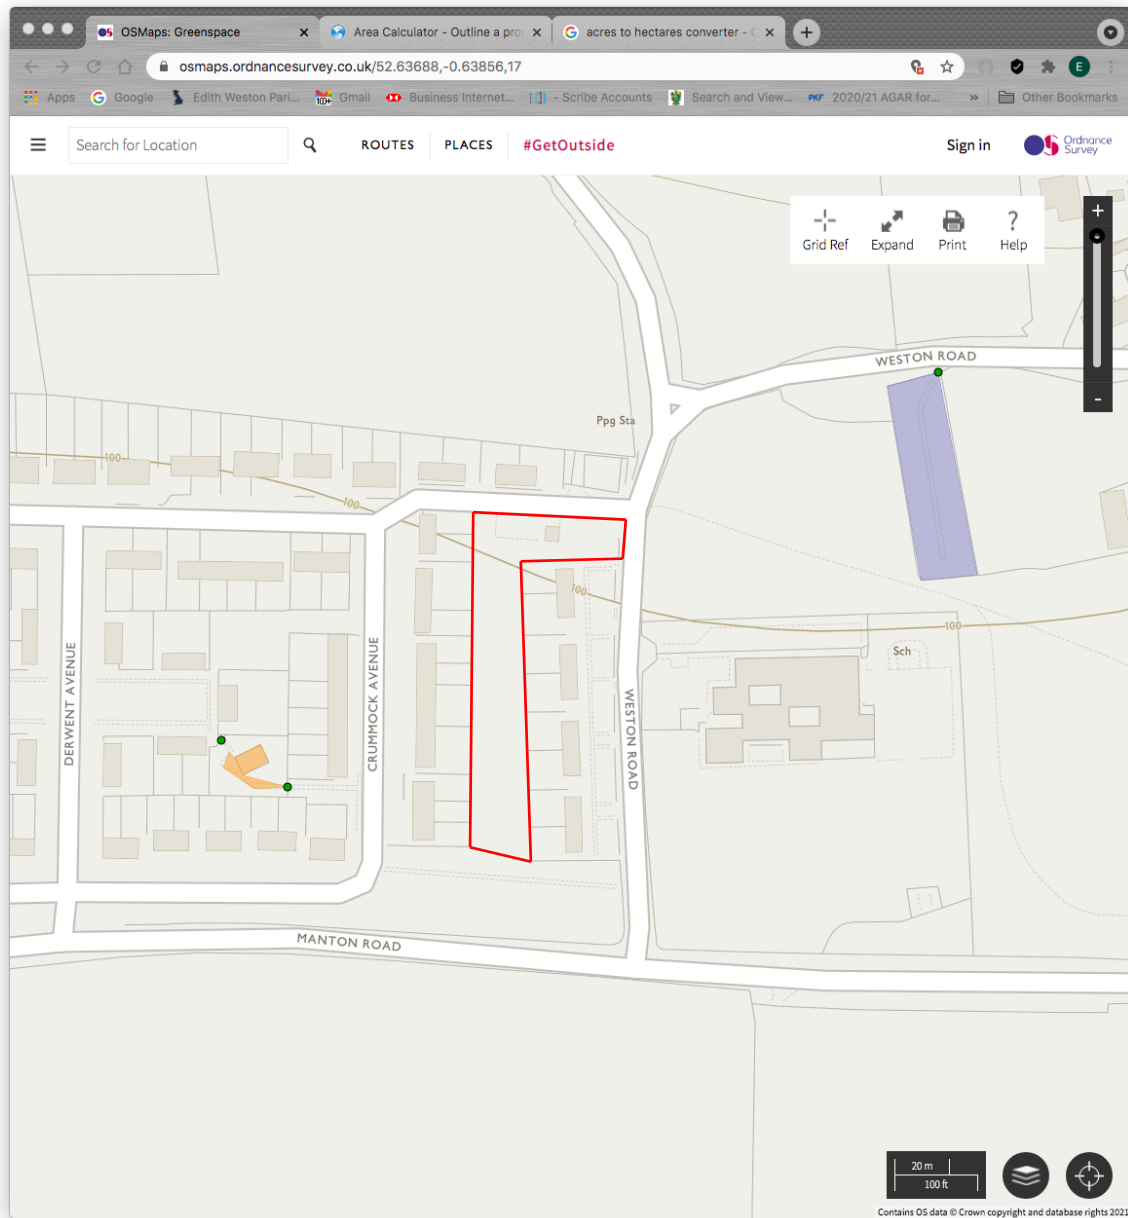 OSMaps: Greenspace
Area Calculator - Outline a pro
acres to hectares converter - G
osmaps.ordnancesurvey.co.uk/52.63688,-0.63856,17
E
Apps
Google
Edith Weston Pari...
Gmail
Business Internet...
- Scribe Accounts
Search and View...
2020/21 AGAR for...
»
Other Bookmarks
Search for Location
ROUTES
PLACES
#GetOutside
Sign in
Ordnance
Survey
Grid Ref
Expand
Print
Help
WESTON ROAD
Ppg Sta
100
100
100
100
Sch
DERWENT AVENUE
CRUMMOCK AVENUE
WESTON ROAD
MANTON ROAD
20 m
100 ft
Contains OS data © Crown copyright and database rights 2021